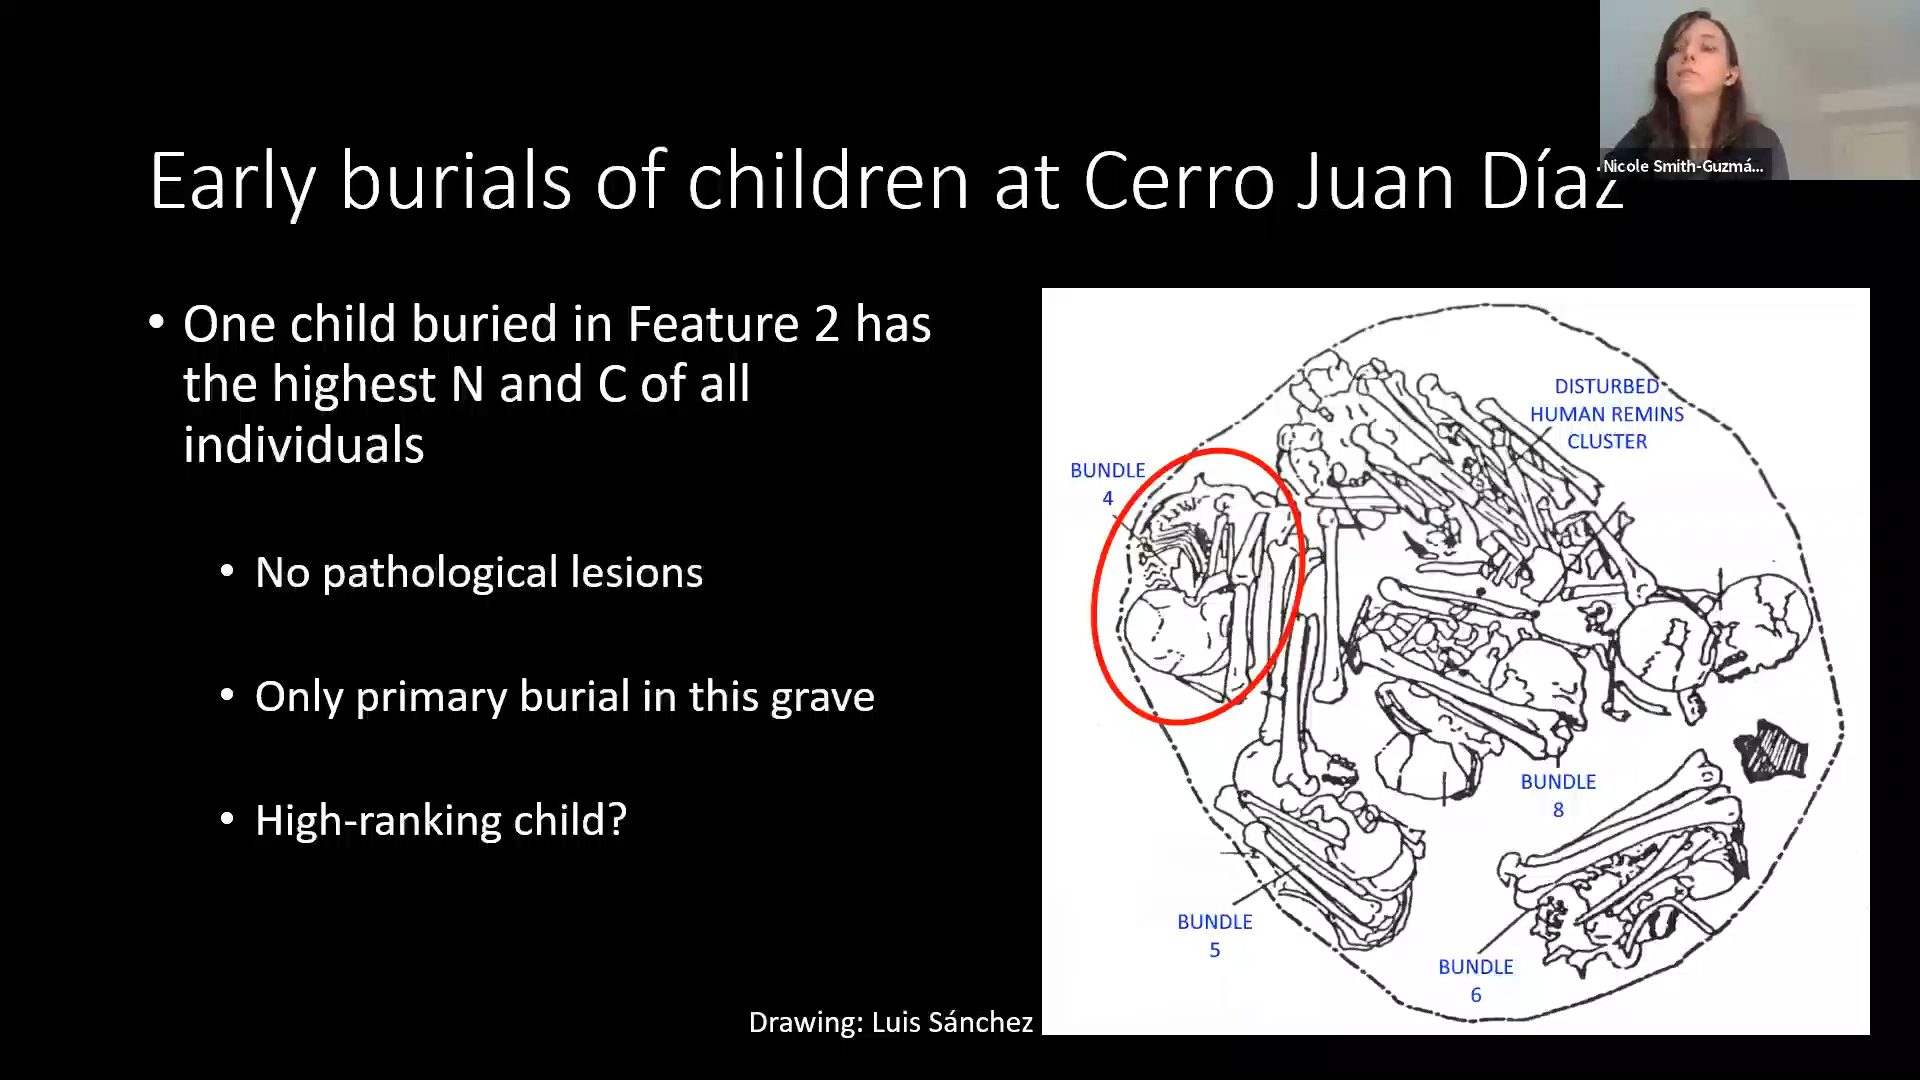 Nicole Smith-Guzmá...
Early burials of children at Cerro Juan Díaz
• One child buried in Feature 2 has
the highest N and C of all
individuals
• No pathological lesions
• Only primary burial in this grave
• High-ranking child?
DISTURBED
HUMAN REMINS
CLUSTER
BUNDLE
4
BUNDLE
8
BUNDLE
5
BUNDLE
6
Drawing: Luis Sánchez